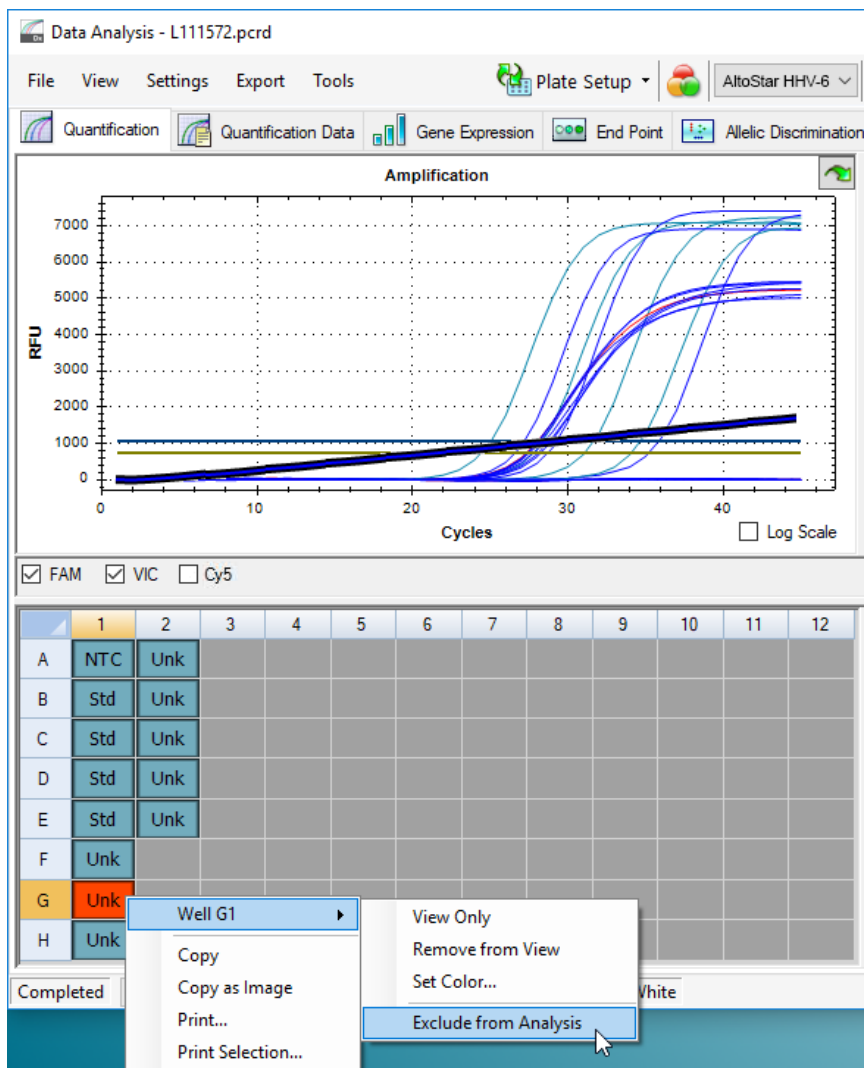 Data Analysis - L111572.pcrd
File View Settings Export Tools Plate Setup AltoStar HHV-6
Quantification Quantification Data Gene Expression End Point Allelic Discrimination
Amplification
7000
6000
5000
4000
3000
2000
1000
0
RFU
0 10 20 30 40
Cycles
Log Scale
FAM VIC Cy5
1 2 3 4 5 6 7 8 9 10 11 12
A NTC Unk
B Std Unk
C Std Unk
D Std Unk
E Std Unk
F Unk
G Unk
H Unk
Well G1
Copy
Copy as Image
Print...
Print Selection...
View Only
Remove from View
Set Color...
Exclude from Analysis
Completed